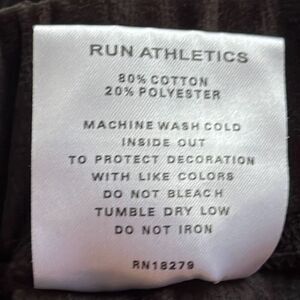 RUN ATHLETICS
80% COTTON
20% POLYESTER
MACHINE WASH COLD
INSIDE OUT
TO PROTECT DECORATION
WITH LIKE COLORS
DO NOT BLEACH
TUMBLE DRY LOW
DO NOT IRON
RN18279